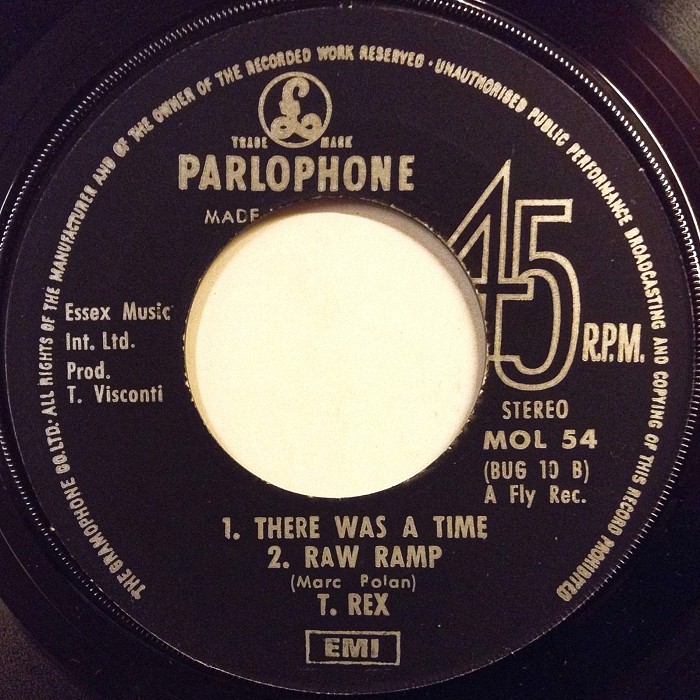 THE GRAMOPHONE CO.LTD. ALL RIGHTS OF THE MANUFACTURER AND OF THE OWNER OF THE RECORDED WORK RESERVED · UNAUTHORISED PUBLIC PERFORMANCE BROADCASTING AND COPYING OF THIS RECORD PROHIBITED
£
TRADE MARK
PARLOPHONE
MADE
45
R.P.M.
Essex Music
Int. Ltd.
Prod.
T. Visconti
STEREO
MOL 54
(BUG 10 B)
A Fly Rec.
1. THERE WAS A TIME
2. RAW RAMP
(Marc Polan)
T. REX
EMI